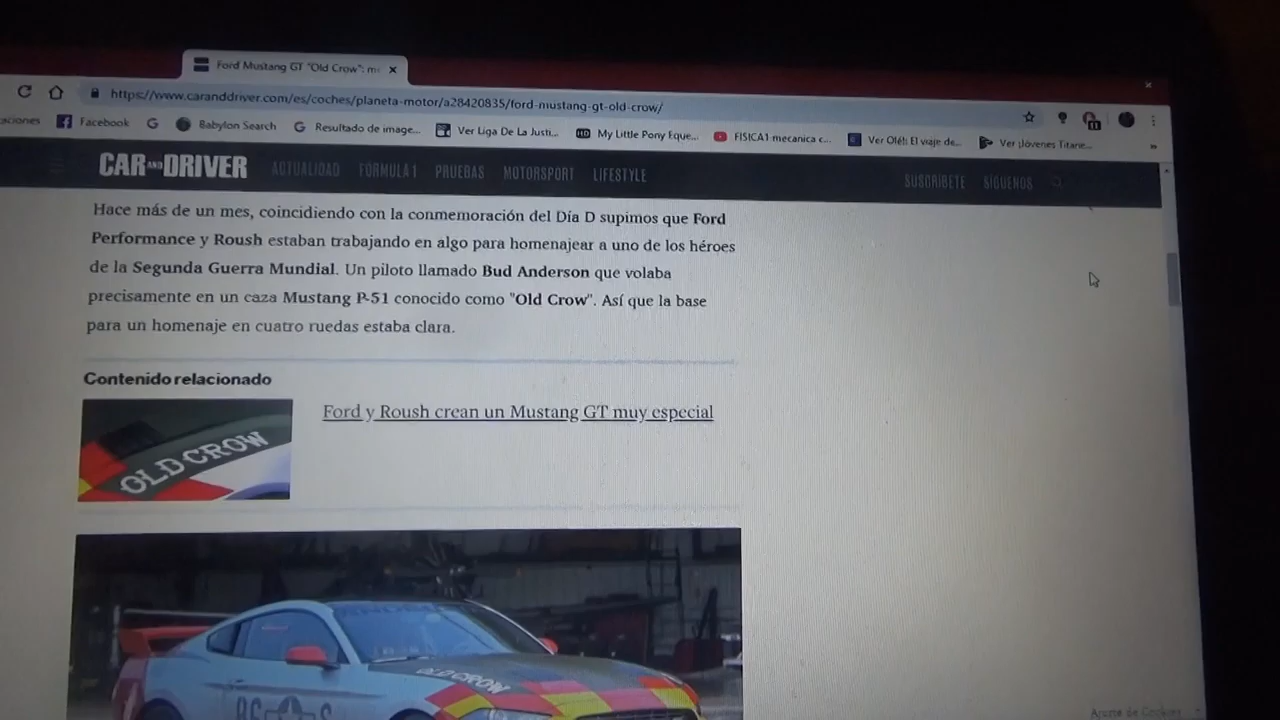 Ford Mustang GT "Old Crow": m
https://www.caranddriver.com/es/coches/planeta-motor/a28420835/ford-mustang-gt-old-crow/
aciones Facebook Babylon Search Resultado de image... Ver Liga De La Justi... HD My Little Pony Eque... FISICA1 mecanica c... Ver Olé!: El viaje de... Ver ¡Jóvenes Titane... »
CAR AND DRIVER ACTUALIDAD FÓRMULA 1 PRUEBAS MOTORSPORT LIFESTYLE SUSCRÍBETE SÍGUENOS
Hace más de un mes, coincidiendo con la conmemoración del Día D supimos que Ford
Performance y Roush estaban trabajando en algo para homenajear a uno de los héroes
de la Segunda Guerra Mundial. Un piloto llamado Bud Anderson que volaba
precisamente en un caza Mustang P-51 conocido como "Old Crow". Así que la base
para un homenaje en cuatro ruedas estaba clara.
Contenido relacionado
OLD CROW
Ford y Roush crean un Mustang GT muy especial
OLD CROW